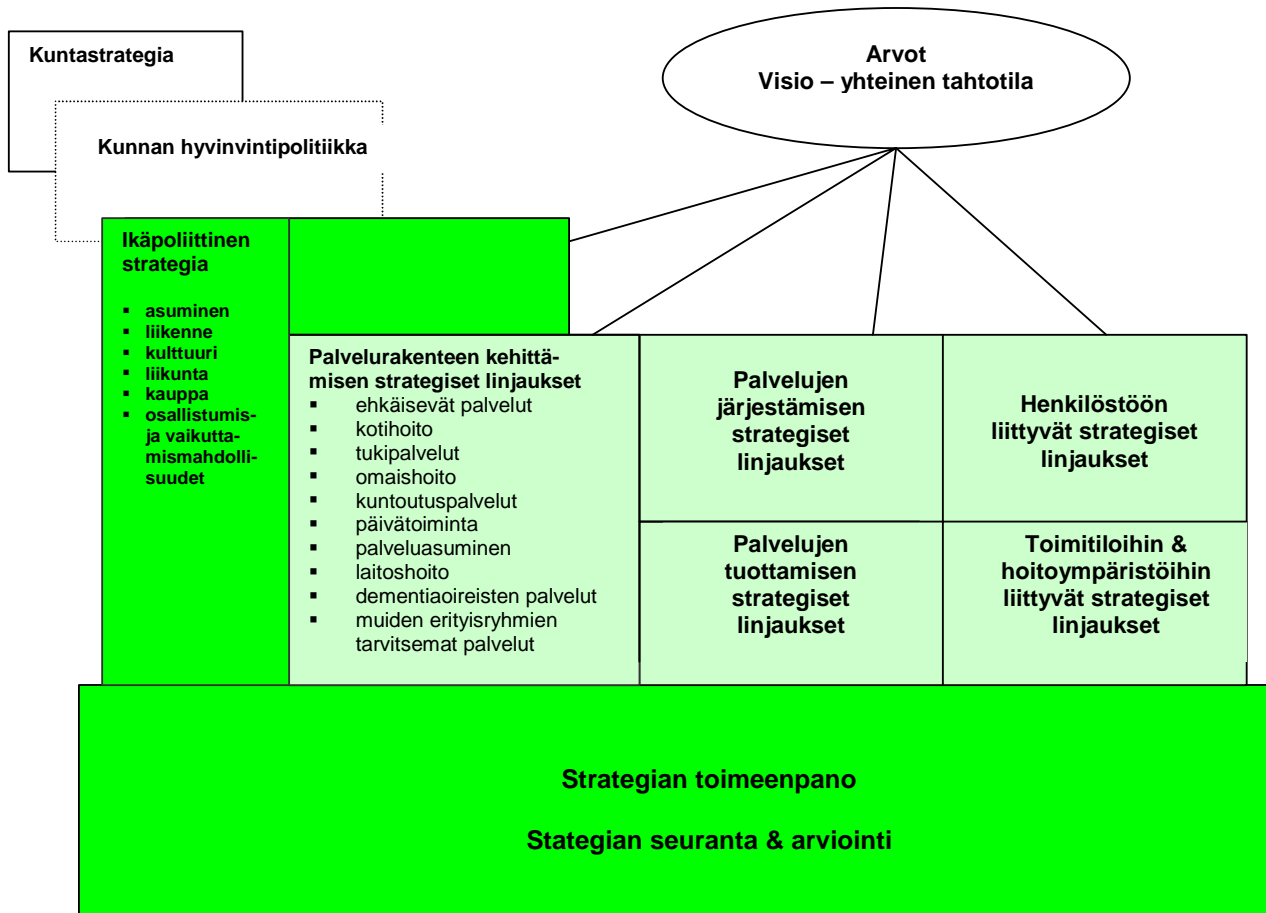 Kuntastrategia
Kunnan hyvinvintipolitiikka
Arvot
Visio – yhteinen tahtotila
Ikäpoliittinen
strategia
▪ asuminen
▪ liikenne
▪ kulttuuri
▪ liikunta
▪ kauppa
▪ osallistumis-
ja vaikutta-
mismahdolli-
suudet
Palvelurakenteen kehittä-
misen strategiset linjaukset
▪ ehkäisevät palvelut
▪ kotihoito
▪ tukipalvelut
▪ omaishoito
▪ kuntoutuspalvelut
▪ päivätoiminta
▪ palveluasuminen
▪ laitoshoito
▪ dementiaoireisten palvelut
▪ muiden erityisryhmien
tarvitsemat palvelut
Palvelujen
järjestämisen
strategiset
linjaukset
Henkilöstöön
liittyvät strategiset
linjaukset
Palvelujen
tuottamisen
strategiset
linjaukset
Toimitiloihin &
hoitoympäristöihin
liittyvät strategiset
linjaukset
Strategian toimeenpano
Stategian seuranta & arviointi